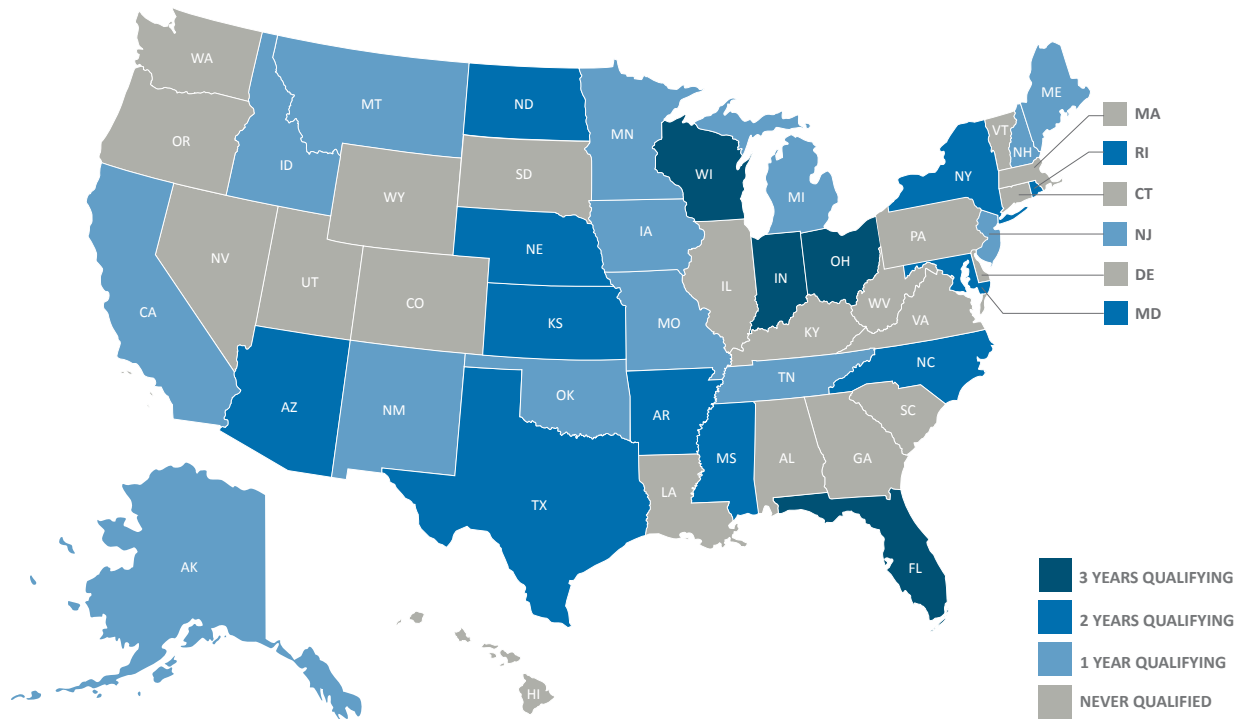 WA
MT
ND
MN
ME
OR
ID
SD
WI
VT
NH
NY
MI
WY
NE
IA
PA
NV
UT
CO
IL
IN
OH
WV
VA
CA
KS
MO
KY
AZ
NM
OK
AR
TN
NC
SC
MS
AL
GA
LA
TX
FL
AK
HI
MA
RI
CT
NJ
DE
MD
3 YEARS QUALIFYING
2 YEARS QUALIFYING
1 YEAR QUALIFYING
NEVER QUALIFIED